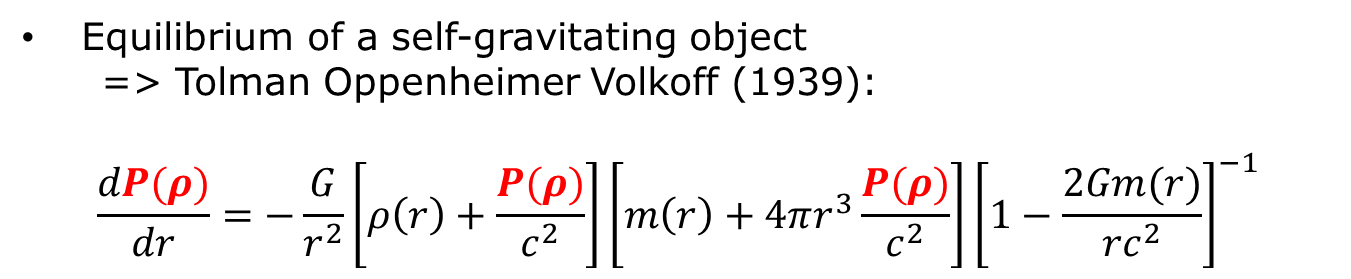 • Equilibrium of a self-gravitating object
=> Tolman Oppenheimer Volkoff (1939):
dP(ρ)/dr = −G/r² [ρ(r) + P(ρ)/c²] [m(r) + 4πr³ P(ρ)/c²] [1 − 2Gm(r)/rc²]⁻¹